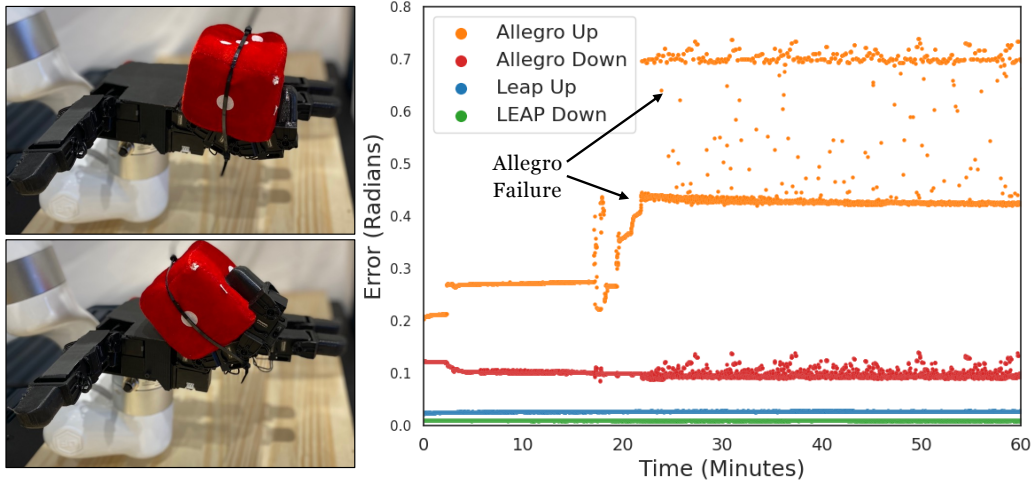 0.8
0.7
0.6
0.5
0.4
0.3
0.2
0.1
0.0
Error (Radians)
Allegro Up
Allegro Down
Leap Up
LEAP Down
Allegro
Failure
0
10
20
30
40
50
60
Time (Minutes)